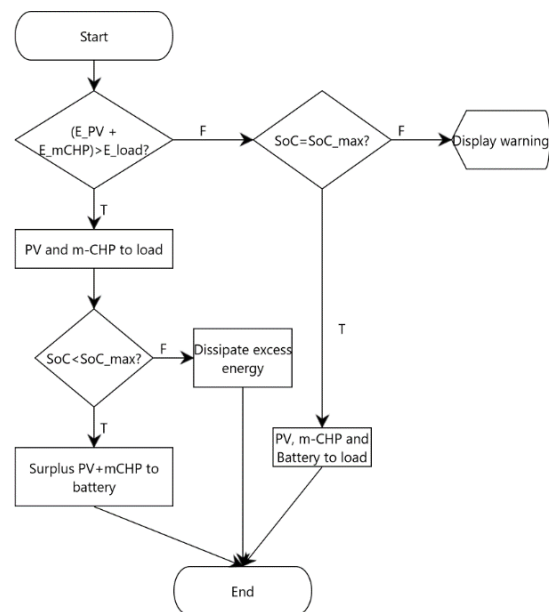 Start
(E_PV +
E_mCHP)>E_load?
F
SoC=SoC_max?
F
Display warning
T
PV and m-CHP to load
T
SoC<SoC_max?
F
Dissipate excess
energy
T
Surplus PV+mCHP to
battery
PV, m-CHP and
Battery to load
End